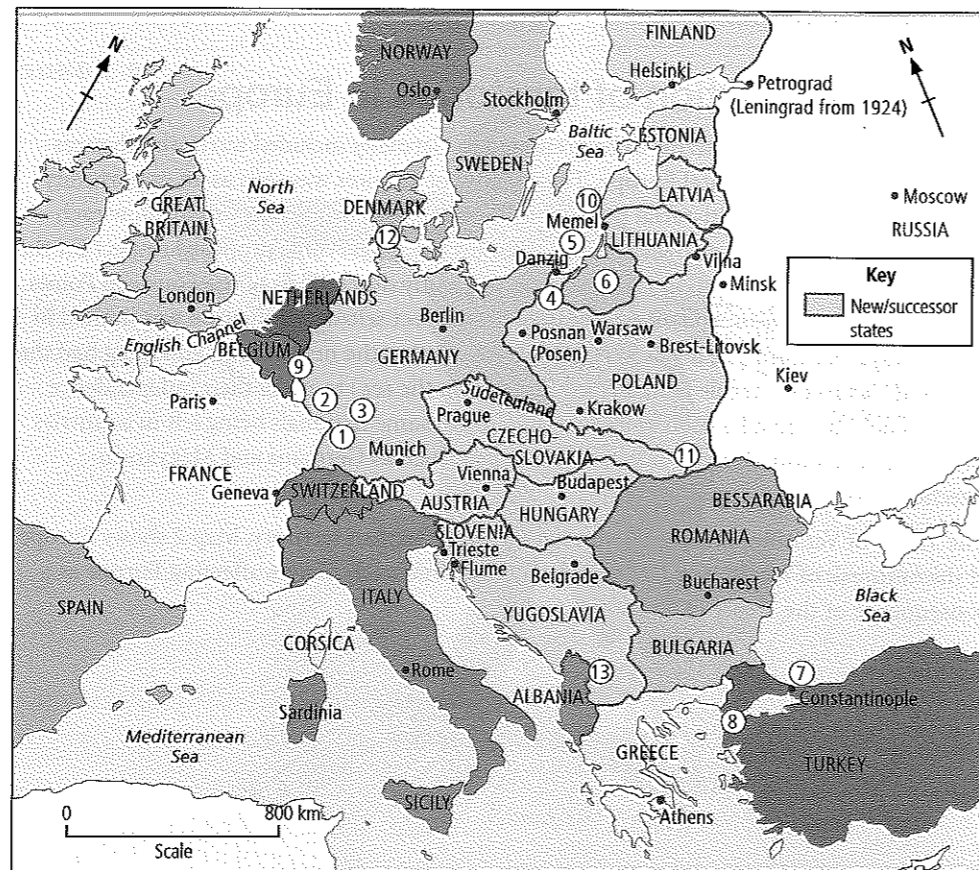 N
N
NORWAY
Oslo
FINLAND
Helsinki
Petrograd
(Leningrad from 1924)
Stockholm
Baltic
Sea
ESTONIA
SWEDEN
North
Sea
LATVIA
Moscow
RUSSIA
GREAT
BRITAIN
DENMARK
10
Memel
12
5
LITHUANIA
Danzig
Vilna
6
Minsk
Key
New/successor
states
London
NETHERLANDS
4
Berlin
English Channel
BELGIUM
Posnan
(Posen)
Warsaw
Brest-Litovsk
GERMANY
9
POLAND
Kiev
Paris
2
3
Sudetenland
Prague
Krakow
1
CZECHO-
SLOVAKIA
Munich
11
FRANCE
Vienna
Budapest
Geneva
SWITZERLAND
AUSTRIA
HUNGARY
BESSARABIA
ROMANIA
SLOVENIA
Trieste
Flume
Belgrade
Bucharest
Black
Sea
SPAIN
ITALY
YUGOSLAVIA
CORSICA
BULGARIA
Rome
13
7
ALBANIA
Constantinople
Sardinia
8
Mediterranean
Sea
GREECE
TURKEY
SICILY
Athens
0
800 km
Scale